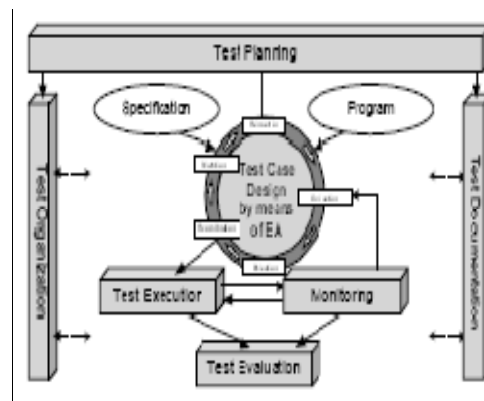 Test Planning
Specification
Program
Test Case
Design
by means
of EA
Test Organization
Test Documentation
Test Execution
Monitoring
Test Evaluation